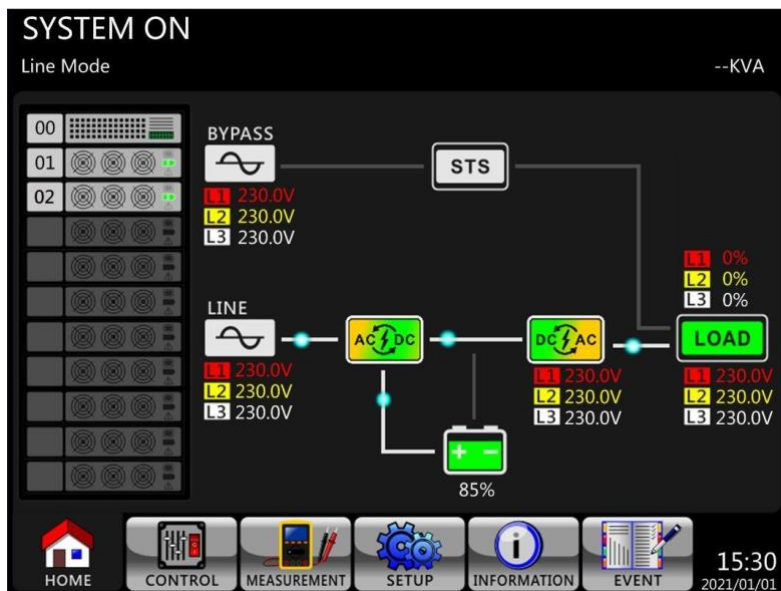 SYSTEM ON
Line Mode
--KVA
00
01
02
BYPASS
L1 230.0V
L2 230.0V
L3 230.0V
STS
L1 0%
L2 0%
L3 0%
LINE
L1 230.0V
L2 230.0V
L3 230.0V
AC DC
DC AC
L1 230.0V
L2 230.0V
L3 230.0V
LOAD
L1 230.0V
L2 230.0V
L3 230.0V
+ -
85%
HOME
CONTROL
MEASUREMENT
SETUP
INFORMATION
EVENT
15:30
2021/01/01